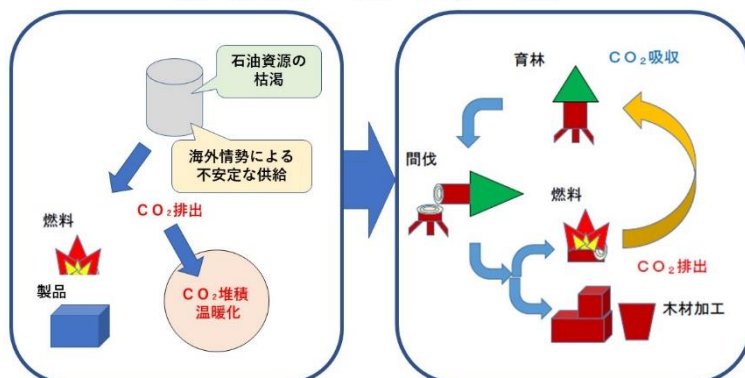 石油資源の
枯渇
海外情勢による
不安定な供給
CO₂排出
燃料
製品
CO₂堆積
温暖化
育林
CO₂吸収
間伐
燃料
CO₂排出
木材加工